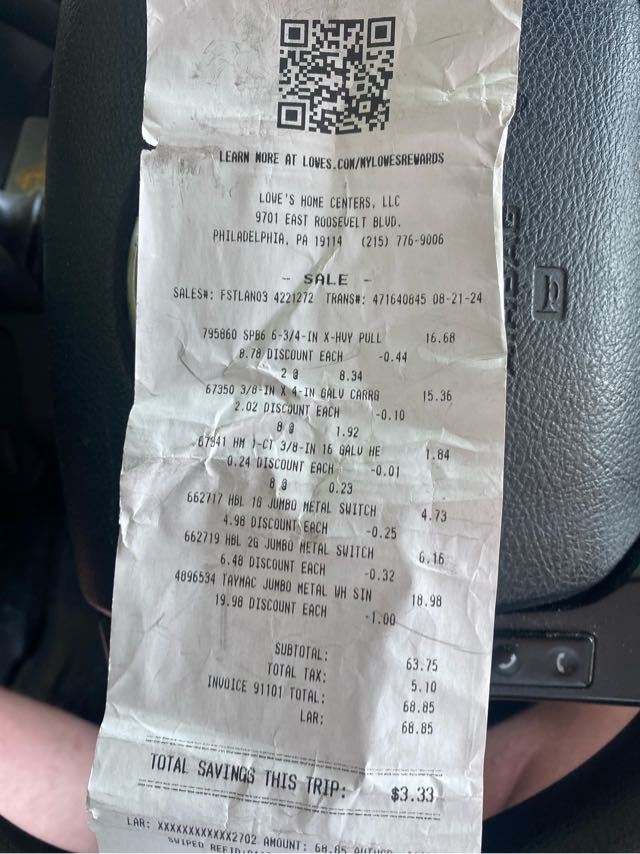 LEARN MORE AT LOWES.COM/MYLOWESREWARDS
LOWE'S HOME CENTERS, LLC
9701 EAST ROOSEVELT BLVD.
PHILADELPHIA, PA 19114 (215) 776-9006
- SALE -
SALES#: FSTLAN03 4221272 TRANS#: 471640845 08-21-24
795860 SPB6 6-3/4-IN X-HVY PULL 16.68
8.78 DISCOUNT EACH -0.44
2 @ 8.34
67350 3/8-IN X 4-IN GALV CARRG 15.36
2.02 DISCOUNT EACH -0.10
8 @ 1.92
67341 HM 1-CT 3/8-IN 16 GALV HE 1.84
0.24 DISCOUNT EACH -0.01
8 @ 0.23
662717 HBL 1G JUMBO METAL SWITCH 4.73
4.98 DISCOUNT EACH -0.25
662719 HBL 2G JUMBO METAL SWITCH 6.16
6.48 DISCOUNT EACH -0.32
4896534 TAYMAC JUMBO METAL WH SIN 18.98
19.98 DISCOUNT EACH -1.00
SUBTOTAL: 63.75
TOTAL TAX: 5.10
INVOICE 91101 TOTAL: 68.85
LAR: 68.85
TOTAL SAVINGS THIS TRIP: $3.33
LAR: XXXXXXXXXXXX2702 AMOUNT: 68.85
SWIPED